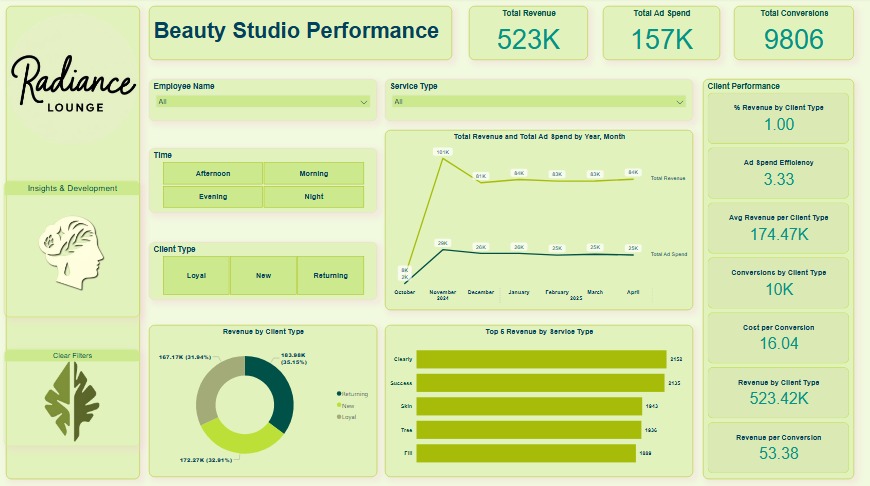 Radiance
LOUNGE
Insights & Development
Clear Filters
Beauty Studio Performance
Total Revenue
523K
Total Ad Spend
157K
Total Conversions
9806
Employee Name
All
Service Type
All
Time
Afternoon
Morning
Evening
Night
Client Type
Loyal
New
Returning
Total Revenue and Total Ad Spend by Year, Month
101K
81K
84K
83K
83K
84K
Total Revenue
8K
29K
26K
26K
25K
25K
25K
Total Ad Spend
October
November
December
January
February
March
April
2024
2025
Revenue by Client Type
167.17K (31.94%)
183.98K
(35.15%)
172.27K (32.91%)
Returning
New
Loyal
Top 5 Revenue by Service Type
Clearly
2152
Success
2135
Skin
1943
Tree
1936
Fill
Client Performance
% Revenue by Client Type
1.00
Ad Spend Efficiency
3.33
Avg Revenue per Client Type
174.47K
Conversions by Client Type
10K
Cost per Conversion
16.04
Revenue by Client Type
523.42K
Revenue per Conversion
53.38